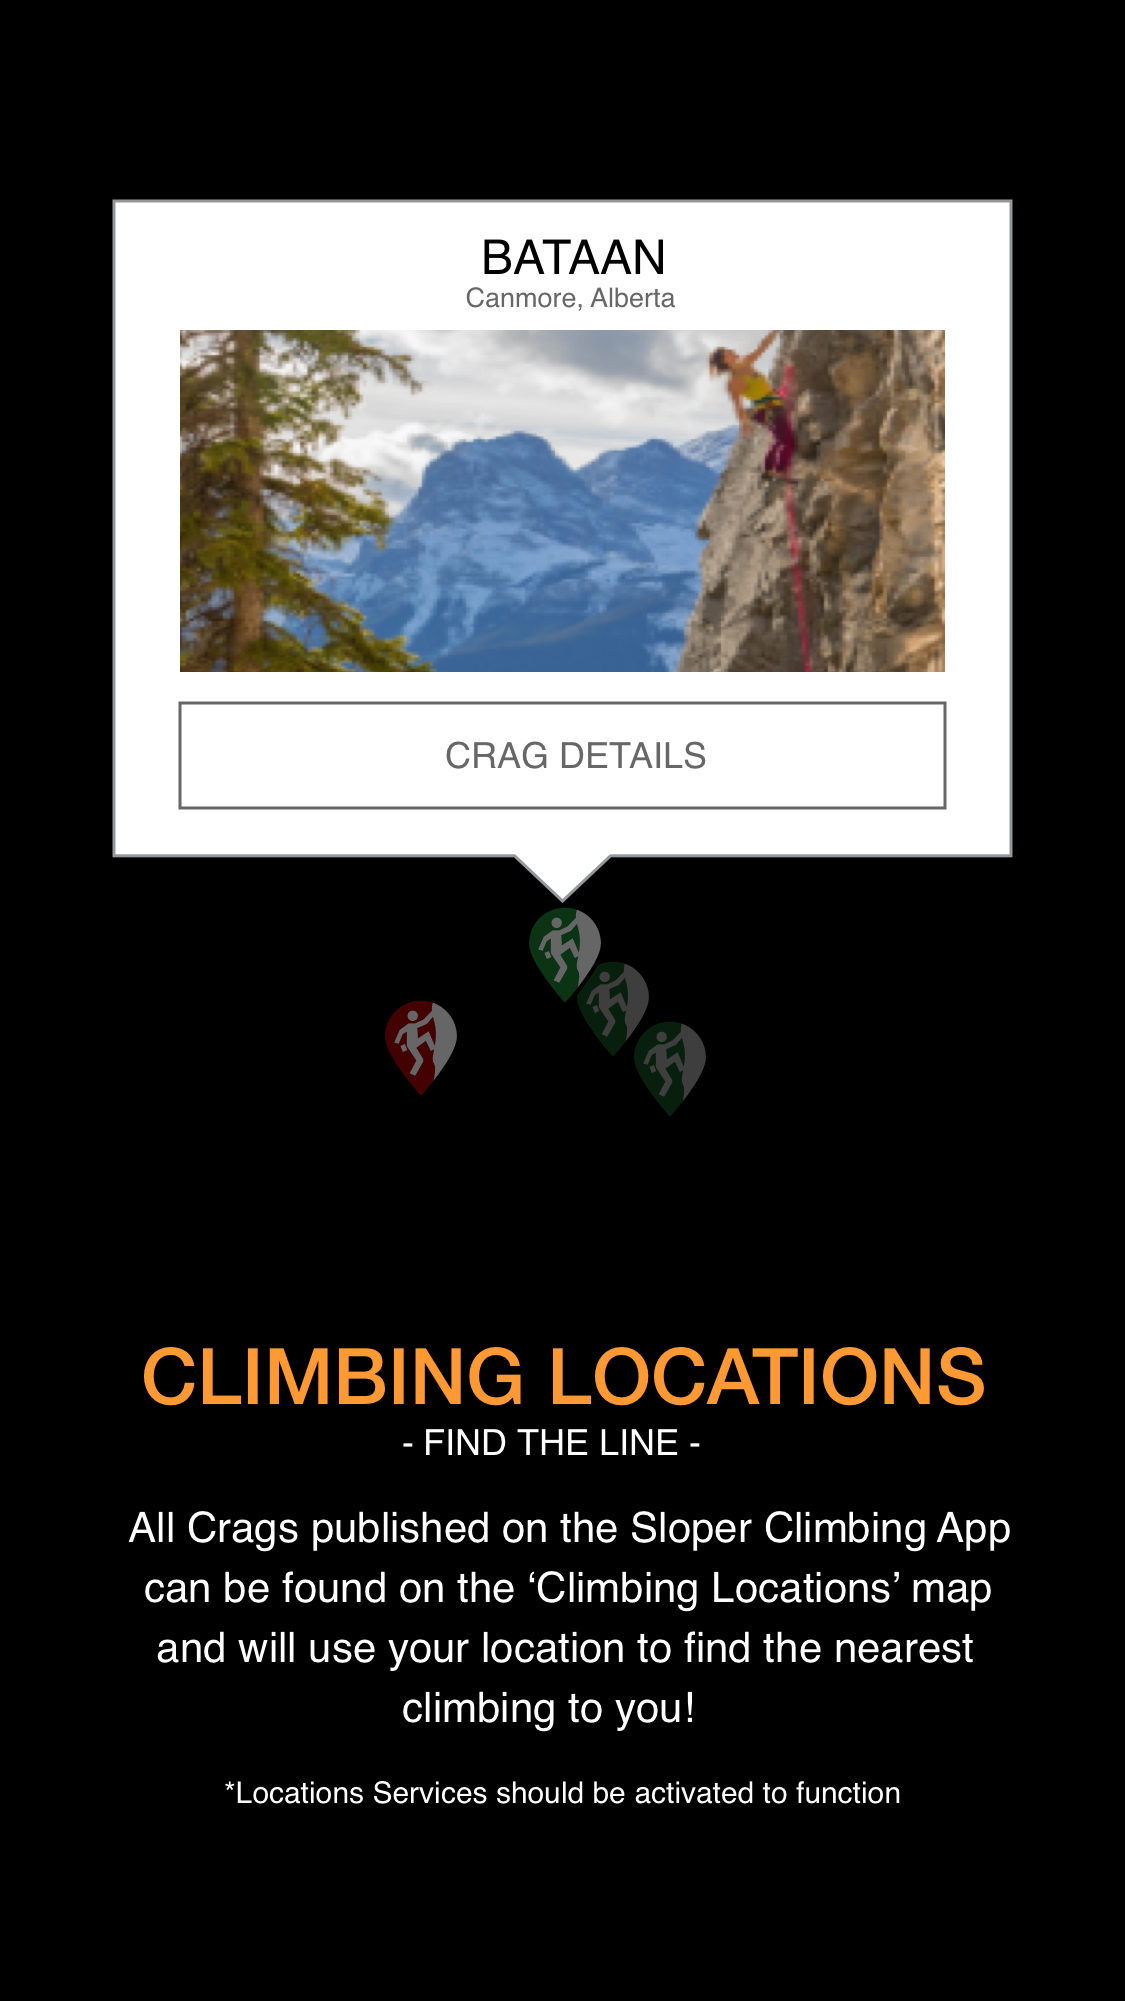 BATAAN
Canmore, Alberta
CRAG DETAILS
CLIMBING LOCATIONS
- FIND THE LINE -
All Crags published on the Sloper Climbing App
can be found on the ‘Climbing Locations’ map
and will use your location to find the nearest
climbing to you!
*Locations Services should be activated to function